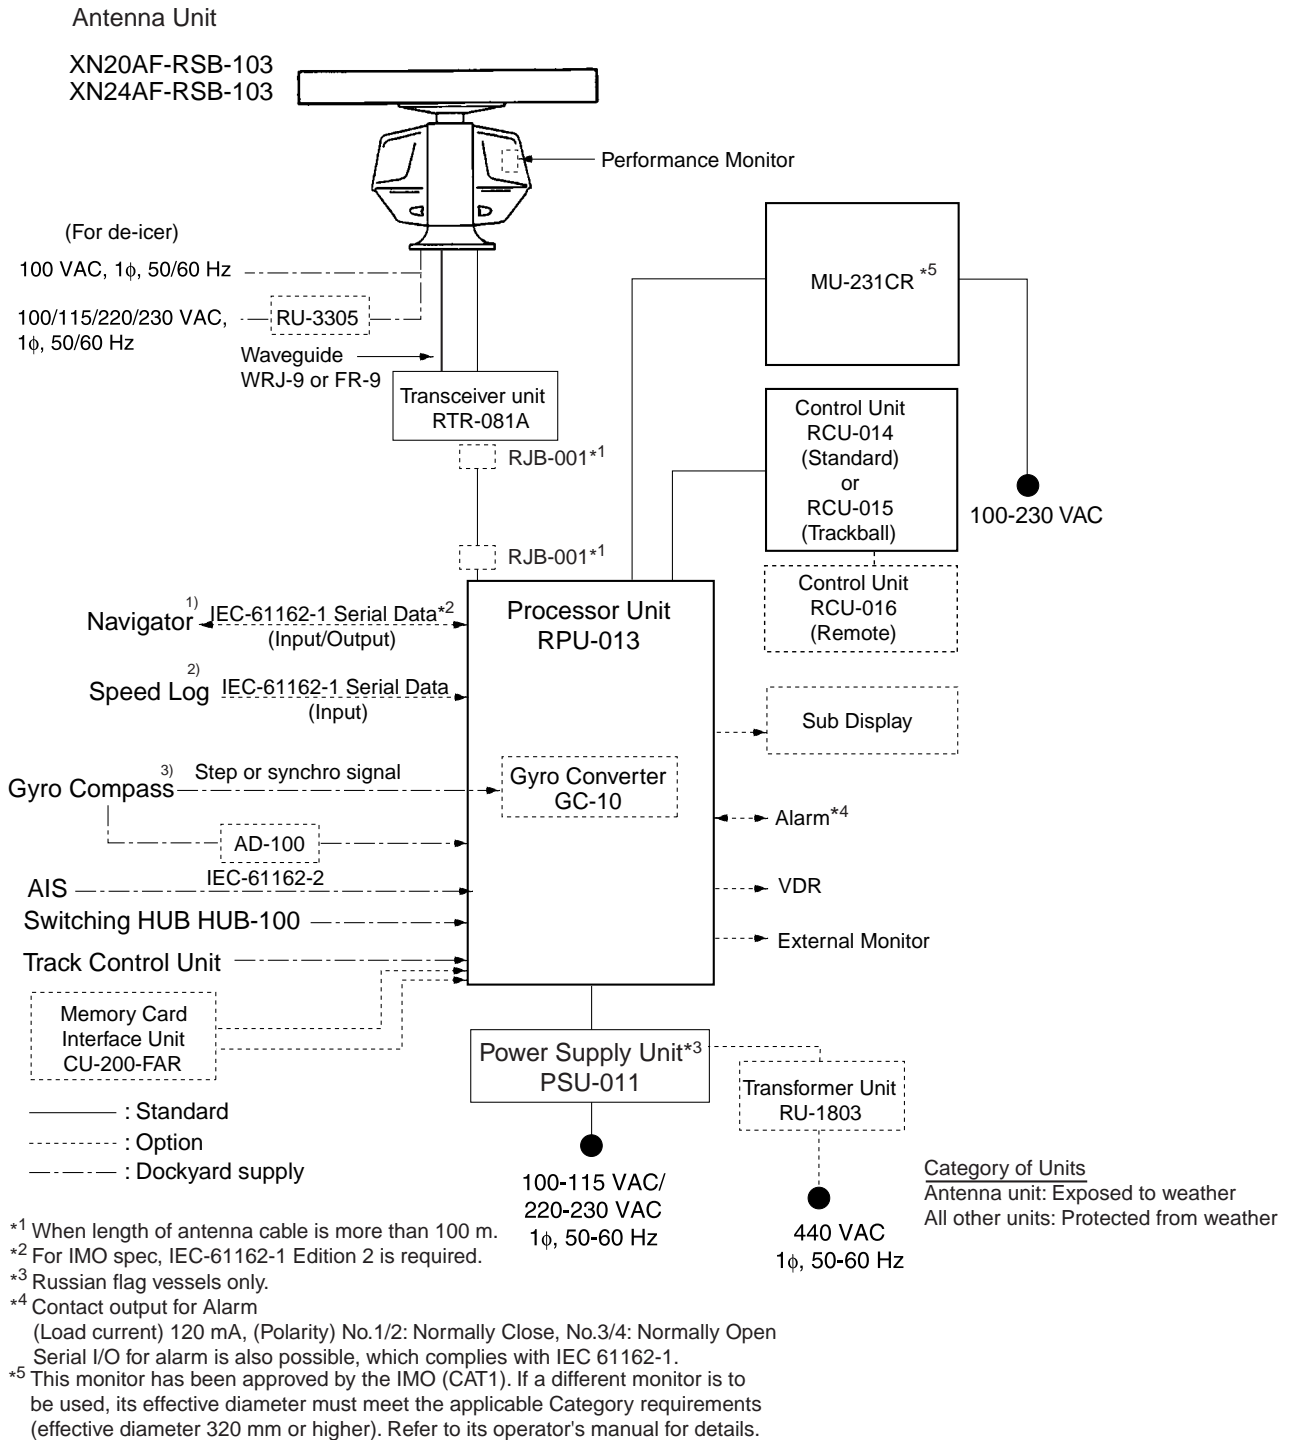 Antenna Unit
XN20AF-RSB-103
XN24AF-RSB-103
Performance Monitor
(For de-icer)
100 VAC, 1ϕ, 50/60 Hz
100/115/220/230 VAC,
1ϕ, 50/60 Hz
RU-3305
Waveguide
WRJ-9 or FR-9
Transceiver unit
RTR-081A
RJB-001*1
RJB-001*1
MU-231CR *5
Control Unit
RCU-014
(Standard)
or
RCU-015
(Trackball)
100-230 VAC
Control Unit
RCU-016
(Remote)
Processor Unit
RPU-013
Navigator 1)
IEC-61162-1 Serial Data*2
(Input/Output)
Speed Log 2)
IEC-61162-1 Serial Data
(Input)
Sub Display
Gyro Compass 3)
Step or synchro signal
Gyro Converter
GC-10
Alarm*4
AD-100
AIS
IEC-61162-2
VDR
Switching HUB HUB-100
External Monitor
Track Control Unit
Memory Card
Interface Unit
CU-200-FAR
Power Supply Unit*3
PSU-011
Transformer Unit
RU-1803
: Standard
: Option
: Dockyard supply
100-115 VAC/
220-230 VAC
1ϕ, 50-60 Hz
440 VAC
1ϕ, 50-60 Hz
Category of Units
Antenna unit: Exposed to weather
All other units: Protected from weather
*1 When length of antenna cable is more than 100 m.
*2 For IMO spec, IEC-61162-1 Edition 2 is required.
*3 Russian flag vessels only.
*4 Contact output for Alarm
(Load current) 120 mA, (Polarity) No.1/2: Normally Close, No.3/4: Normally Open
Serial I/O for alarm is also possible, which complies with IEC 61162-1.
*5 This monitor has been approved by the IMO (CAT1). If a different monitor is to
be used, its effective diameter must meet the applicable Category requirements
(effective diameter 320 mm or higher). Refer to its operator's manual for details.